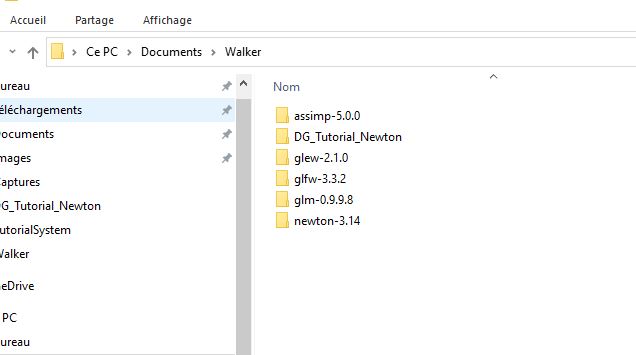 Accueil Partage Affichage
Ce PC > Documents > Walker
ureau
éléchargements
ocuments
mages
aptures
G_Tutorial_Newton
utorialSystem
Valker
eDrive
PC
ureau
Nom
assimp-5.0.0
DG_Tutorial_Newton
glew-2.1.0
glfw-3.3.2
glm-0.9.9.8
newton-3.14